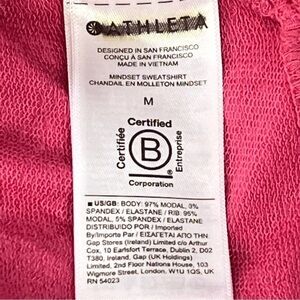 ATHLETA
DESIGNED IN SAN FRANCISCO
CONÇU A SAN FRANCISCO
MADE IN VIETNAM
MINDSET SWEATSHIRT
CHANDAIL EN MOLLETON MINDSET
M
Certified
Certifiée
B
Entreprise
Corporation
■ US/GB: BODY: 97% MODAL, 3%
SPANDEX / ELASTANE / RIB: 95%
MODAL, 5% SPANDEX / ELASTANE
DISTRIBUIDO POR / Imported
By/Importe Par / ΕΙΣΑΓΕΤΑΙ ΑΠΟ ΤΗΝ
Gap Stores (Ireland) Limited c/o Arthur
Cox, 10 Earlsfort Terrace, Dublin 2, D02
T380, Ireland, Gap (UK Holdings)
Limited, 2nd Floor Nations House, 103
Wigmore Street, London, W1U 1QS, UK
RN 54023